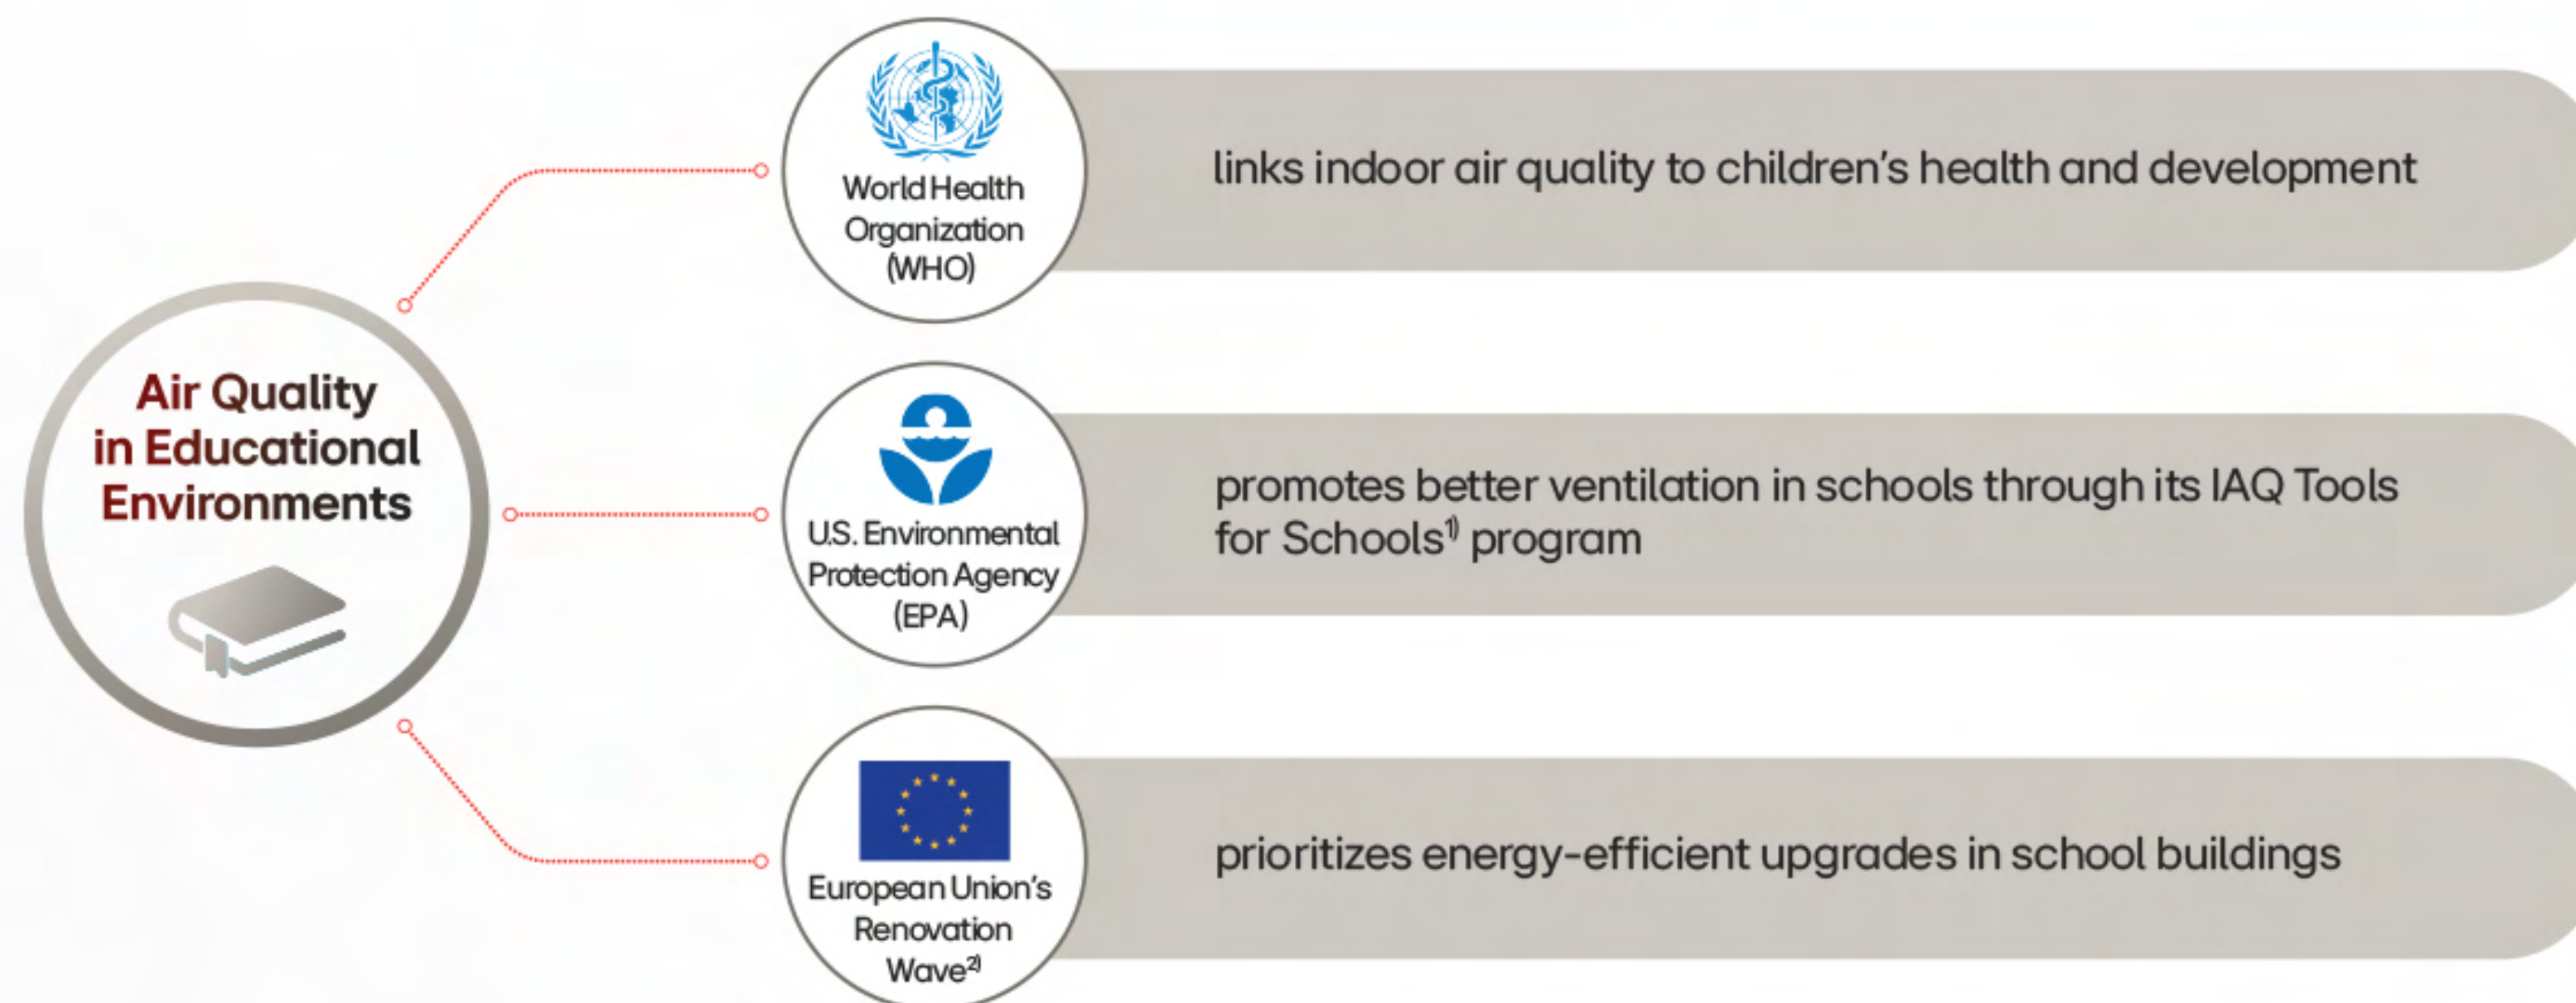 Air Quality
in Educational
Environments
World Health
Organization
(WHO)
links indoor air quality to children's health and development
U.S. Environmental
Protection Agency
(EPA)
promotes better ventilation in schools through its IAQ Tools
for Schools¹⁾ program
European Union's
Renovation
Wave²⁾
prioritizes energy-efficient upgrades in school buildings